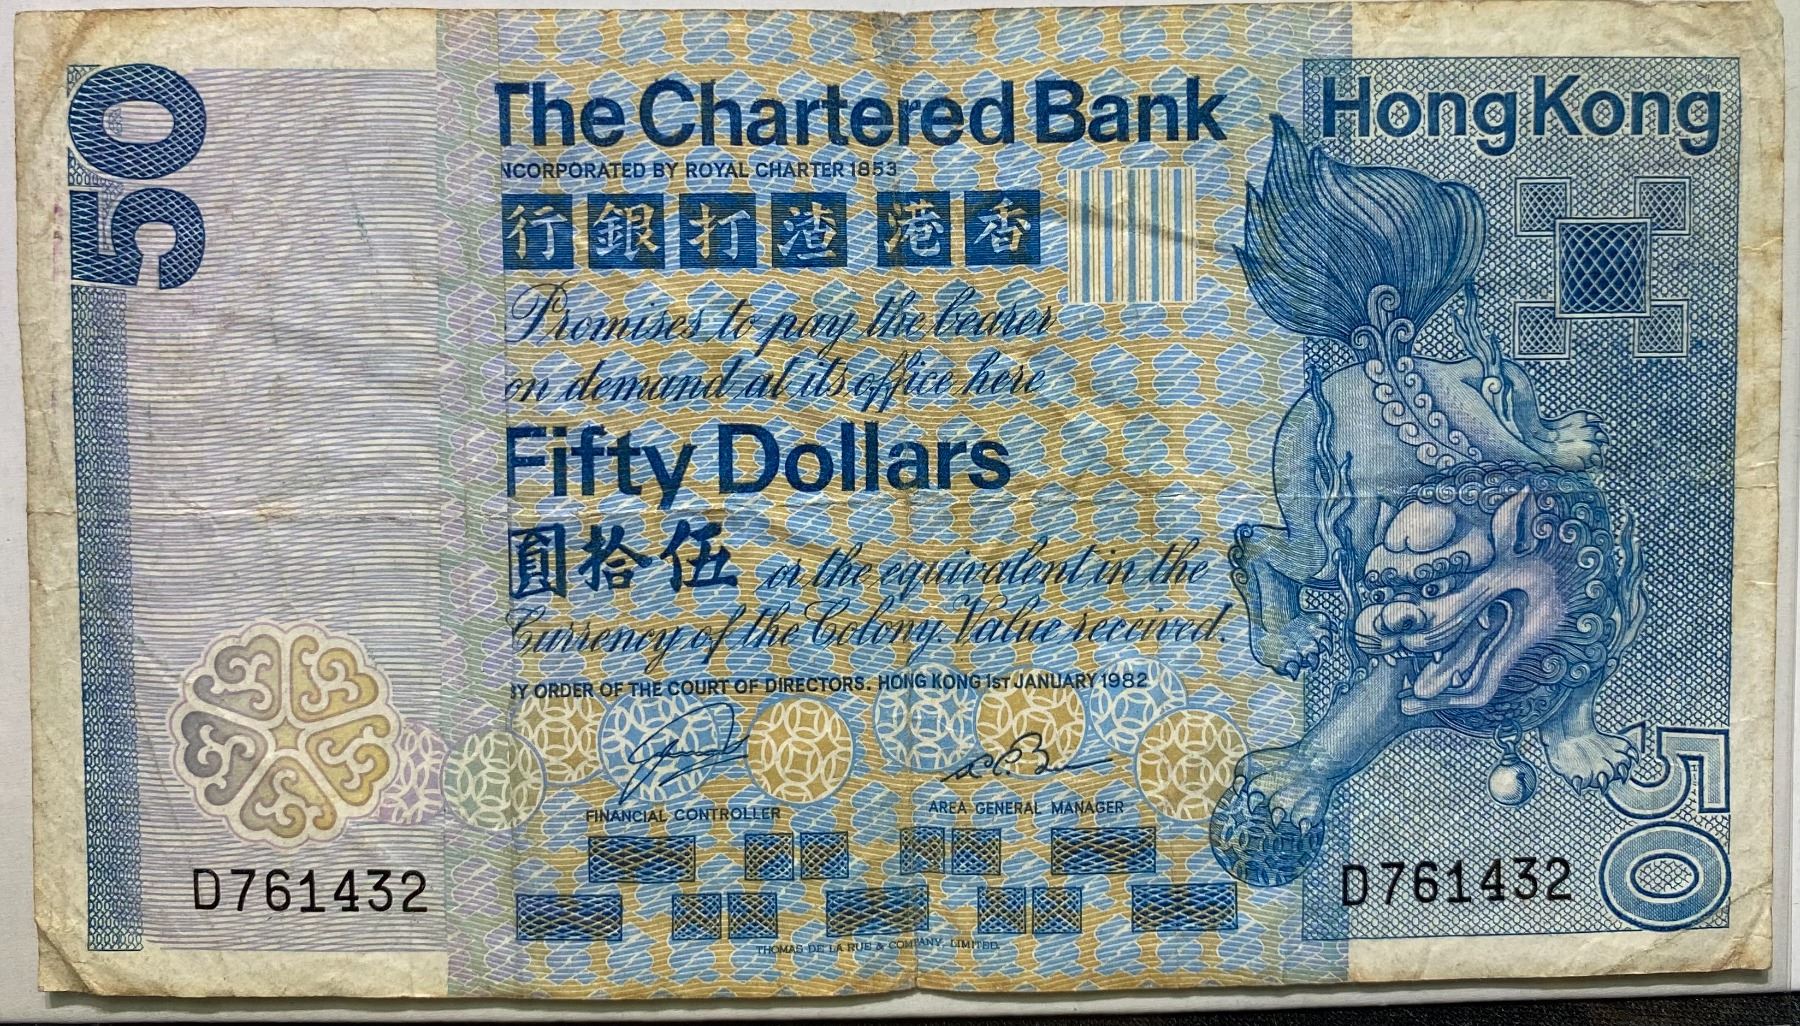 50
The Chartered Bank
Hong Kong
INCORPORATED BY ROYAL CHARTER 1853
行銀打渣 港香
Promises to pay the bearer
on demand at its office here
Fifty Dollars
圓拾伍 or the equivalent in the
Currency of the Colony. Value received.
BY ORDER OF THE COURT OF DIRECTORS. HONG KONG 1ST JANUARY 1982
FINANCIAL CONTROLLER
AREA GENERAL MANAGER
50
D761432
D761432
THOMAS DE LA RUE & COMPANY, LIMITED.